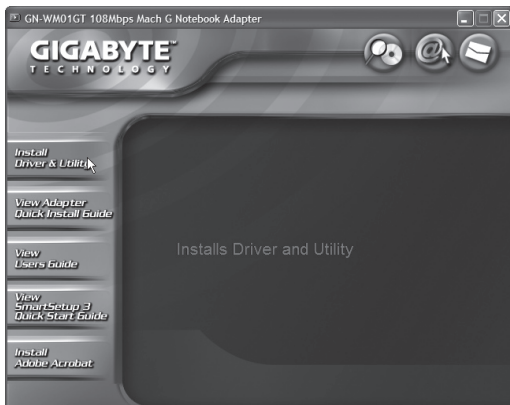 GN-WM01GT 108Mbps Mach G Notebook Adapter
GIGABYTE™
TECHNOLOGY
Install
Driver & Utility
View Adapter
Quick Install Guide
View
Users Guide
View
SmartSetup 3
Quick Start Guide
Install
Adobe Acrobat
Installs Driver and Utility